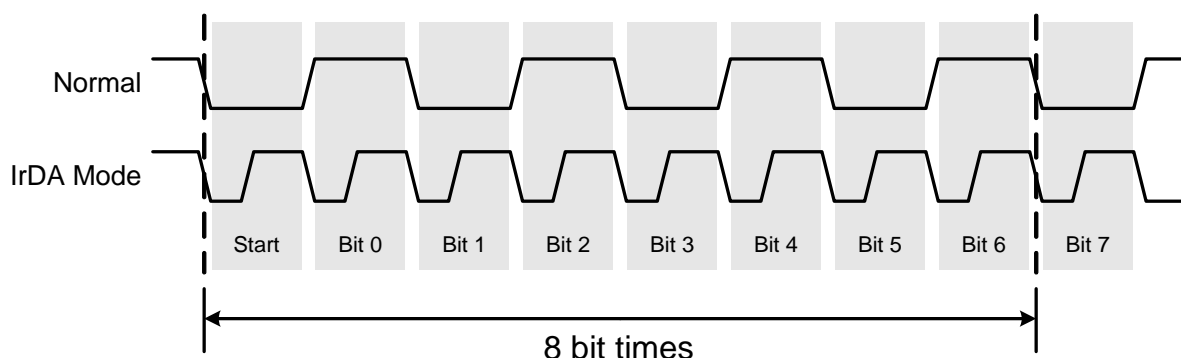 Normal
IrDA Mode
Start Bit 0 Bit 1 Bit 2 Bit 3 Bit 4 Bit 5 Bit 6 Bit 7
8 bit times